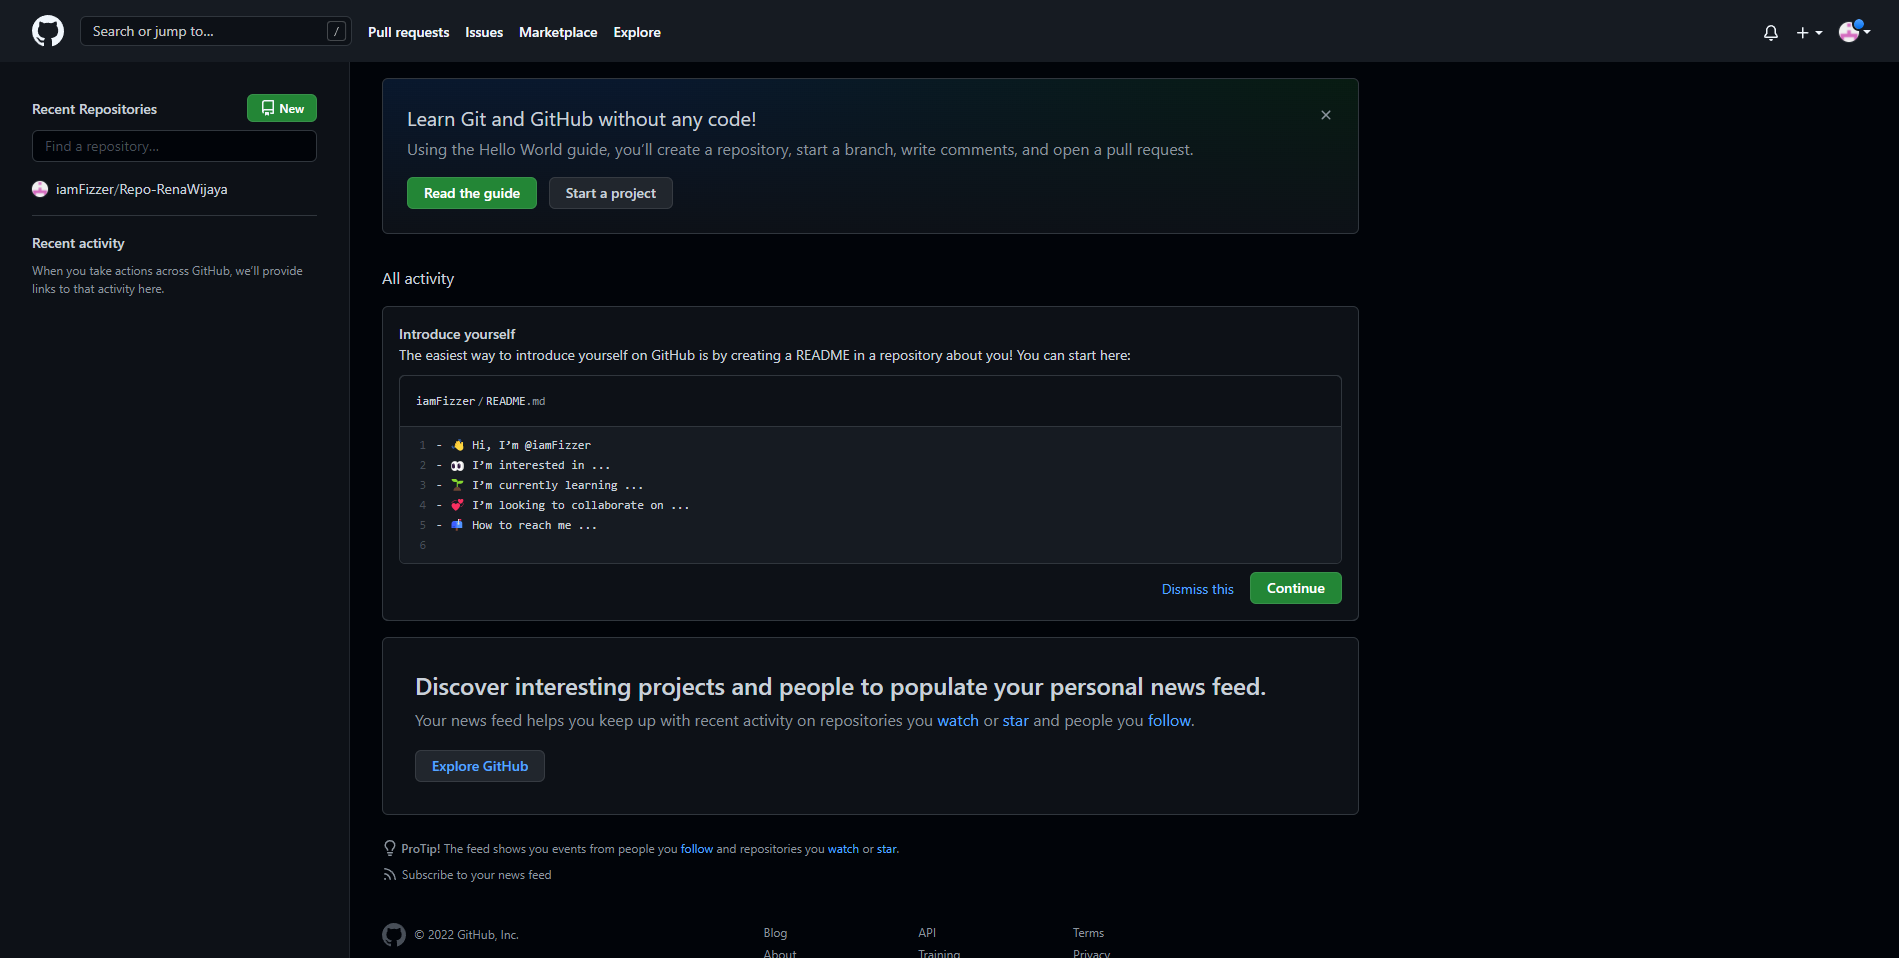 Search or jump to... /
Pull requests Issues Marketplace Explore
Recent Repositories
New
Find a repository...
iamFizzer/Repo-RenaWijaya
Recent activity
When you take actions across GitHub, we'll provide
links to that activity here.
Learn Git and GitHub without any code!
Using the Hello World guide, you'll create a repository, start a branch, write comments, and open a pull request.
Read the guide
Start a project
All activity
Introduce yourself
The easiest way to introduce yourself on GitHub is by creating a README in a repository about you! You can start here:
iamFizzer/README.md
1 - 👋 Hi, I'm @iamFizzer
2 - 👀 I'm interested in ...
3 - 🌱 I'm currently learning ...
4 - 💞️ I'm looking to collaborate on ...
5 - 📫 How to reach me ...
6
Dismiss this
Continue
Discover interesting projects and people to populate your personal news feed.
Your news feed helps you keep up with recent activity on repositories you watch or star and people you follow.
Explore GitHub
ProTip! The feed shows you events from people you follow and repositories you watch or star.
Subscribe to your news feed
© 2022 GitHub, Inc.
Blog API Terms
About Training Privacy